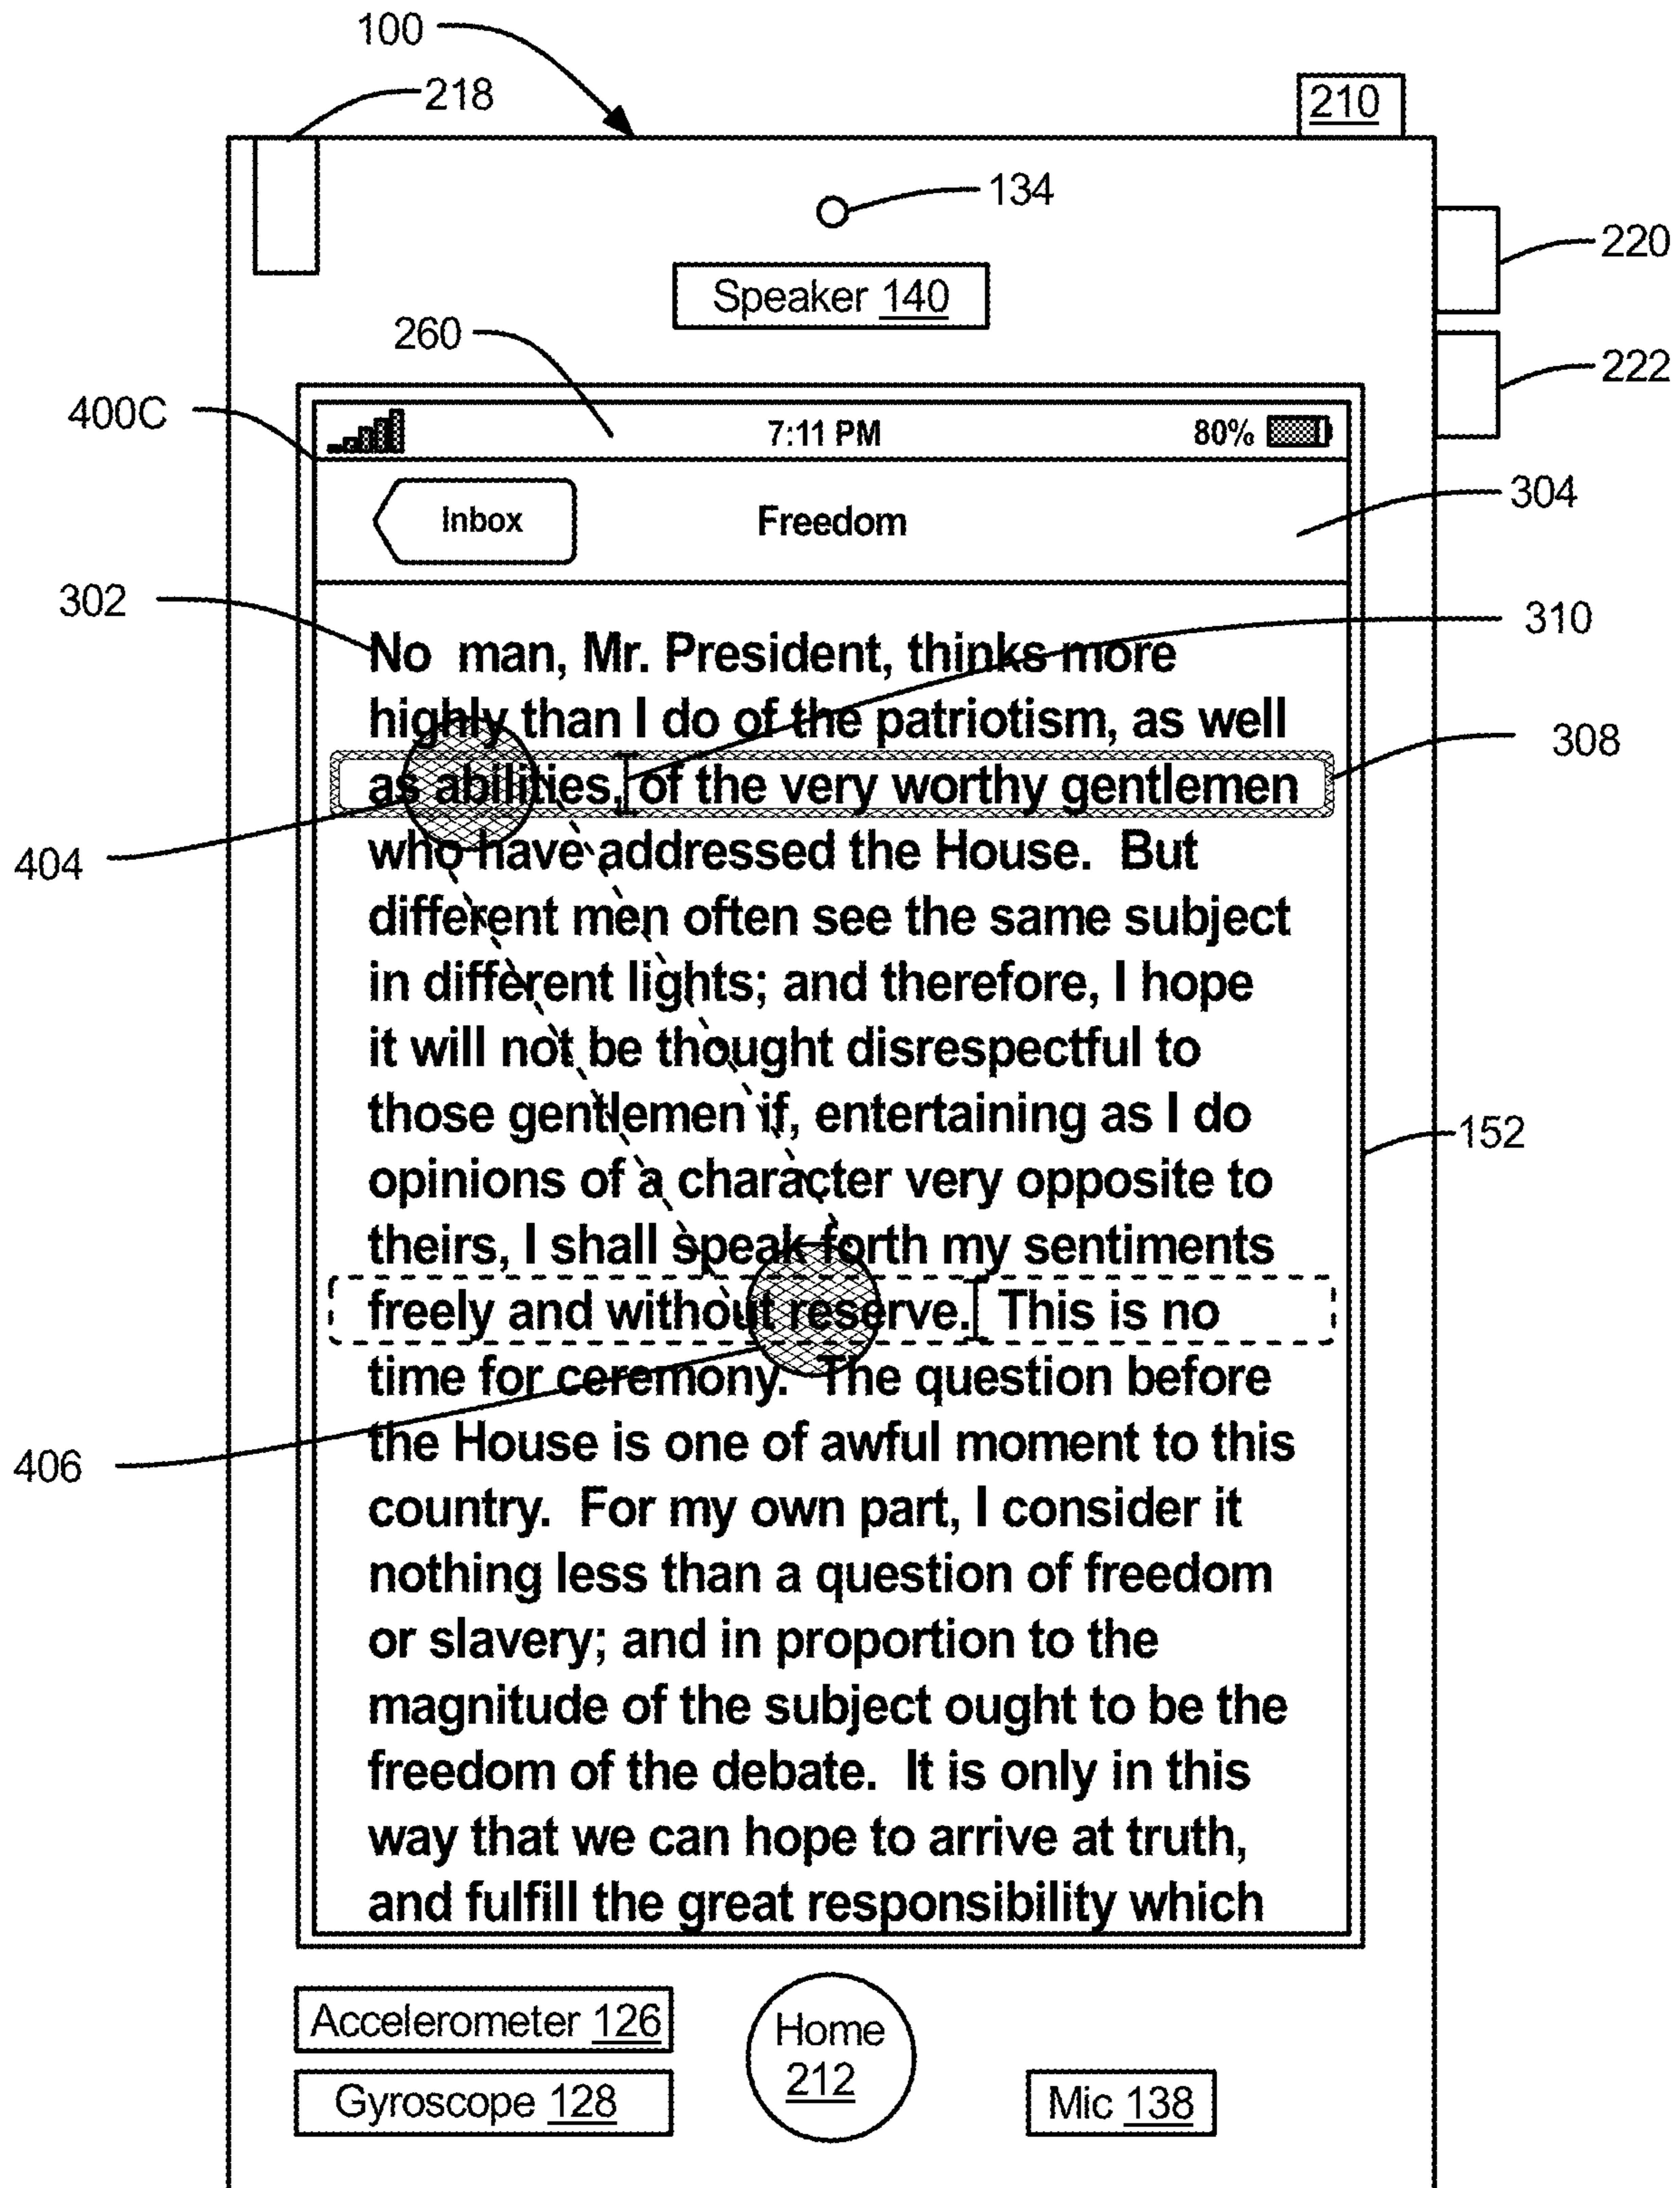 100
218
210
134
220
Speaker 140
260
222
400C
7:11 PM 80%
304
Inbox Freedom
302
310
No man, Mr. President, thinks more
highly than I do of the patriotism, as well
308
as abilities, of the very worthy gentlemen
404
who have addressed the House. But
different men often see the same subject
in different lights; and therefore, I hope
it will not be thought disrespectful to
those gentlemen if, entertaining as I do
152
opinions of a character very opposite to
theirs, I shall speak forth my sentiments
freely and without reserve. This is no
time for ceremony. The question before
the House is one of awful moment to this
406
country. For my own part, I consider it
nothing less than a question of freedom
or slavery; and in proportion to the
magnitude of the subject ought to be the
freedom of the debate. It is only in this
way that we can hope to arrive at truth,
and fulfill the great responsibility which
Accelerometer 126
Home
212
Gyroscope 128
Mic 138